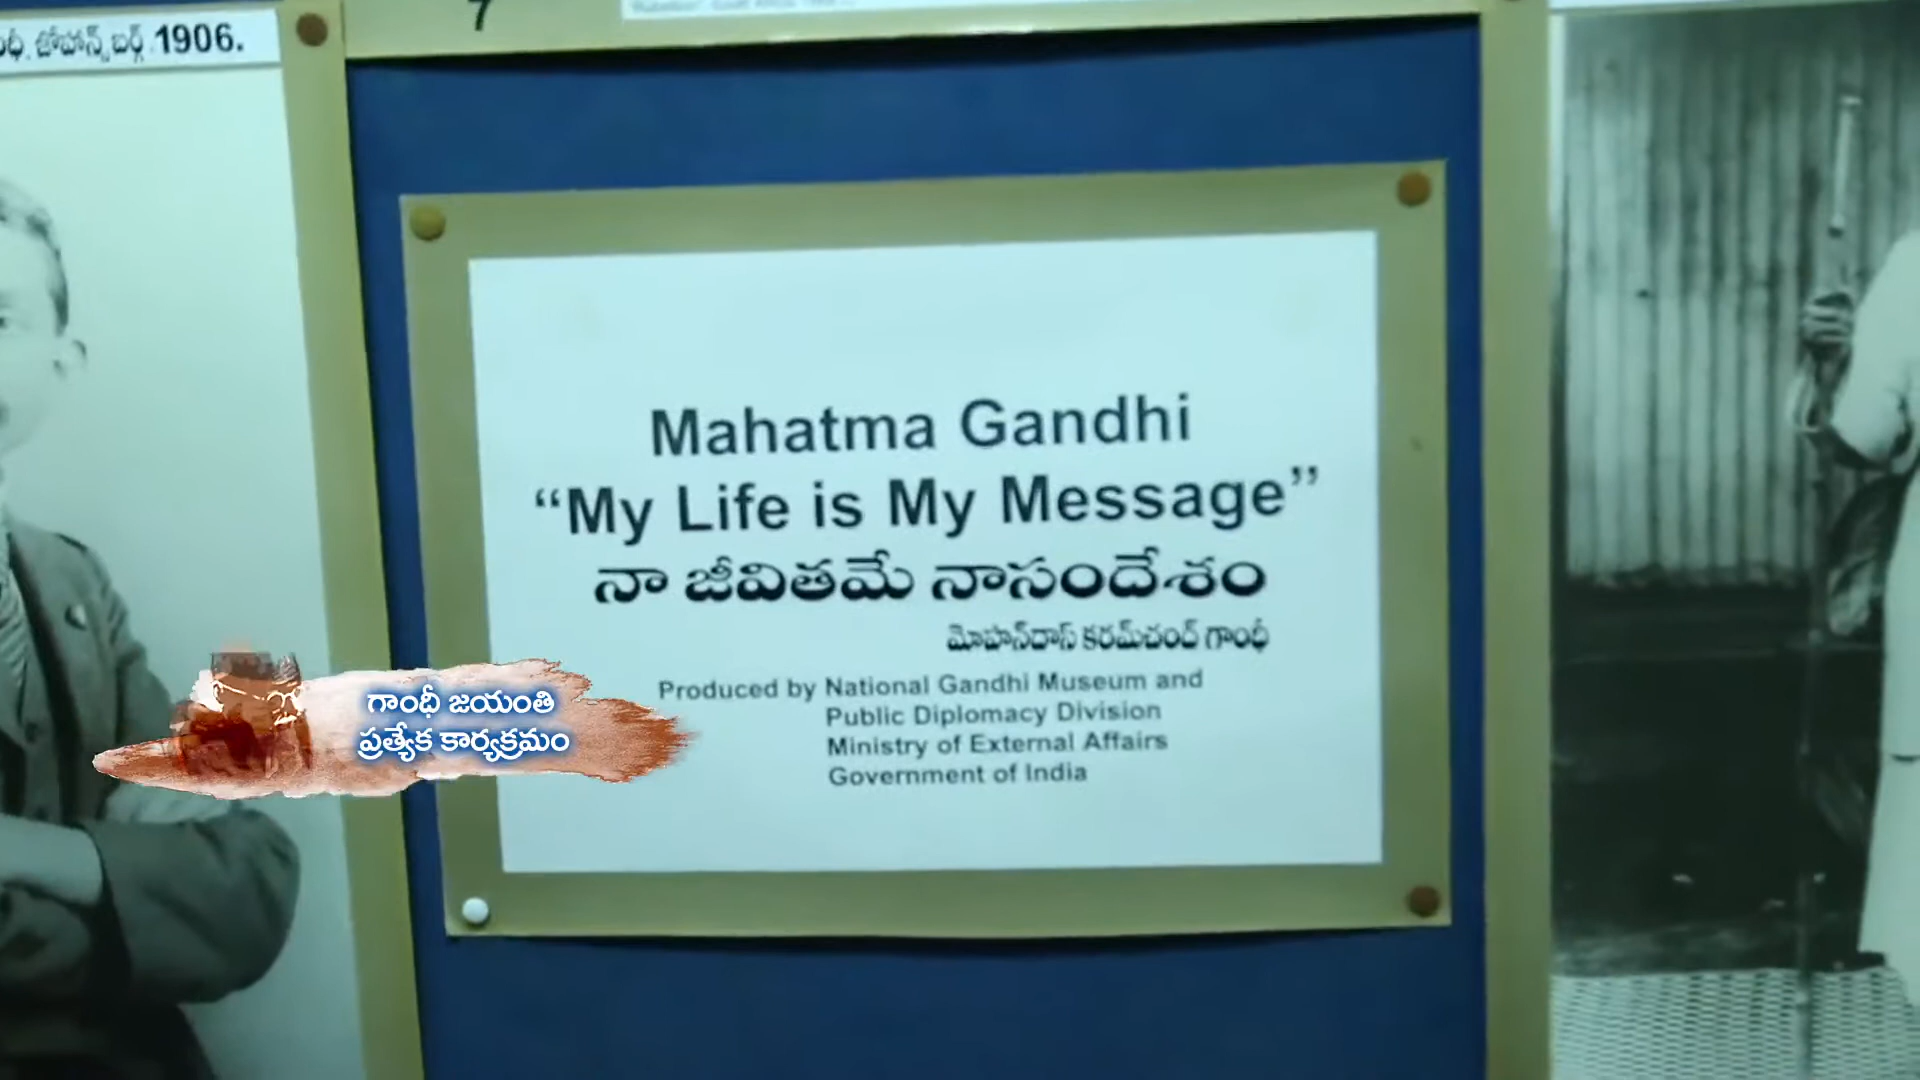 7
జోహాన్స్ బర్గ్ 1906.
Mahatma Gandhi
“My Life is My Message”
నా జీవితమే నాసందేశం
మోహన్‌దాస్ కరమ్‌చంద్ గాంధీ
Produced by National Gandhi Museum and
Public Diplomacy Division
Ministry of External Affairs
Government of India
గాంధీ జయంతి
ప్రత్యేక కార్యక్రమం